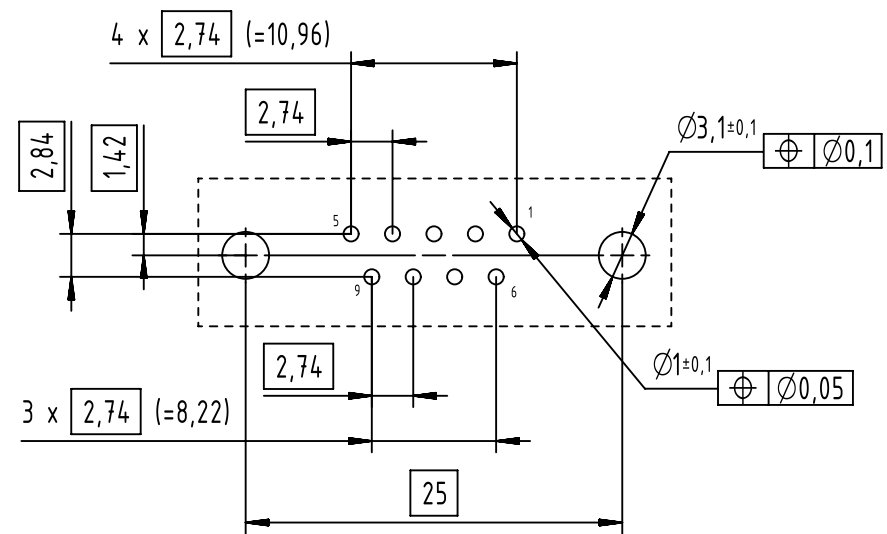 4 x 2,74 (=10,96)
2,74
2,84
1,42
Ø3,1±0,1
⌖ Ø0,1
5
1
9
6
2,74
Ø1±0,1
⌖ Ø0,05
3 x 2,74 (=8,22)
25